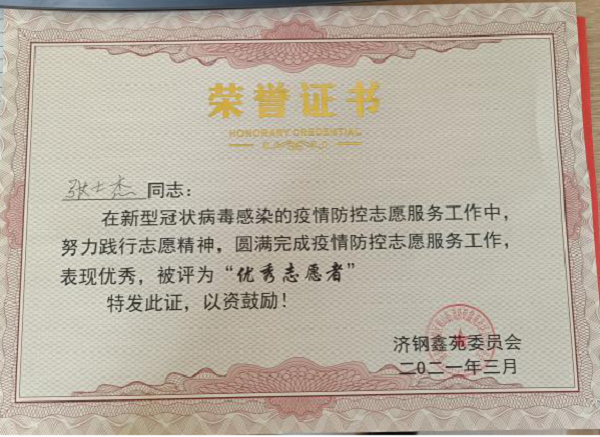 荣誉证书
HONORARY CREDENTIAL
张士杰 同志：
在新型冠状病毒感染的疫情防控志愿服务工作中，
努力践行志愿精神，圆满完成疫情防控志愿服务工作，
表现优秀，被评为“优秀志愿者”
特发此证，以资鼓励！
济钢鑫苑委员会
二〇二一年三月